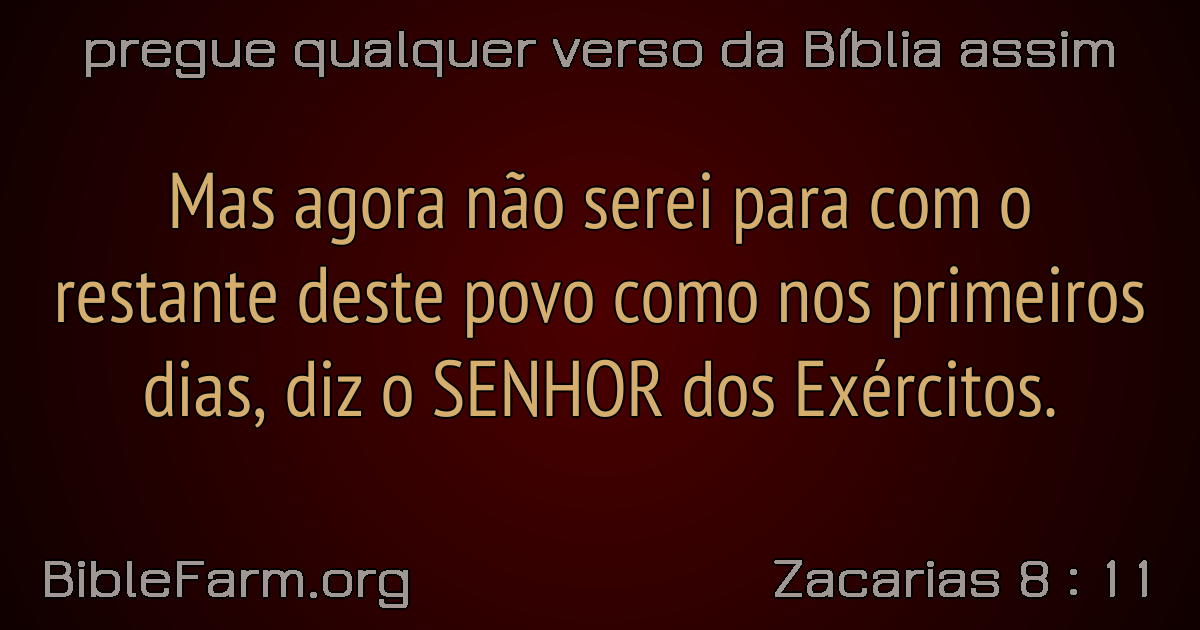 pregue qualquer verso da Bíblia assim
Mas agora não serei para com o
restante deste povo como nos primeiros
dias, diz o SENHOR dos Exércitos.
BibleFarm.org
Zacarias 8 : 11